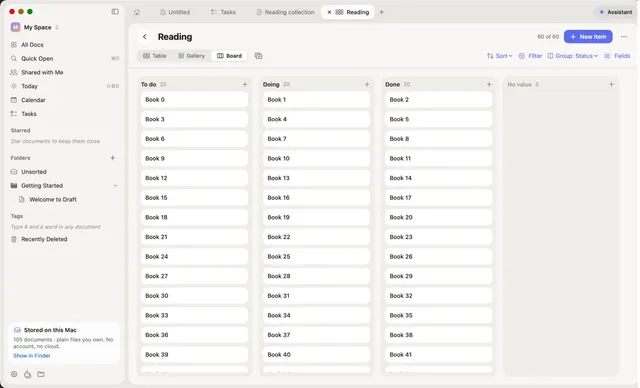 My Space
All Docs
Quick Open ⌘O
Shared with Me
Today
Calendar
Tasks
Starred
Star documents to keep them close
Folders +
Unsorted
Getting Started
Welcome to Draft
Tags
Type # and a word in any document
Recently Deleted
Stored on this Mac
105 documents · plain files you own. No
account, no cloud.
Show in Finder
Untitled
Tasks
Reading collection
× Reading
+
Assistant
Reading
60 of 60
+ New Item
Table
Gallery
Board
Sort
Filter
Group: Status
Fields
To do 20 +
Book 0
Book 3
Book 6
Book 9
Book 12
Book 15
Book 18
Book 21
Book 24
Book 27
Book 30
Book 33
Book 36
Book 39
Doing 20 +
Book 1
Book 4
Book 7
Book 10
Book 13
Book 16
Book 19
Book 22
Book 25
Book 28
Book 31
Book 34
Book 37
Book 40
Done 20 +
Book 2
Book 5
Book 8
Book 11
Book 14
Book 17
Book 20
Book 23
Book 26
Book 29
Book 32
Book 35
Book 38
Book 41
No value 0 +